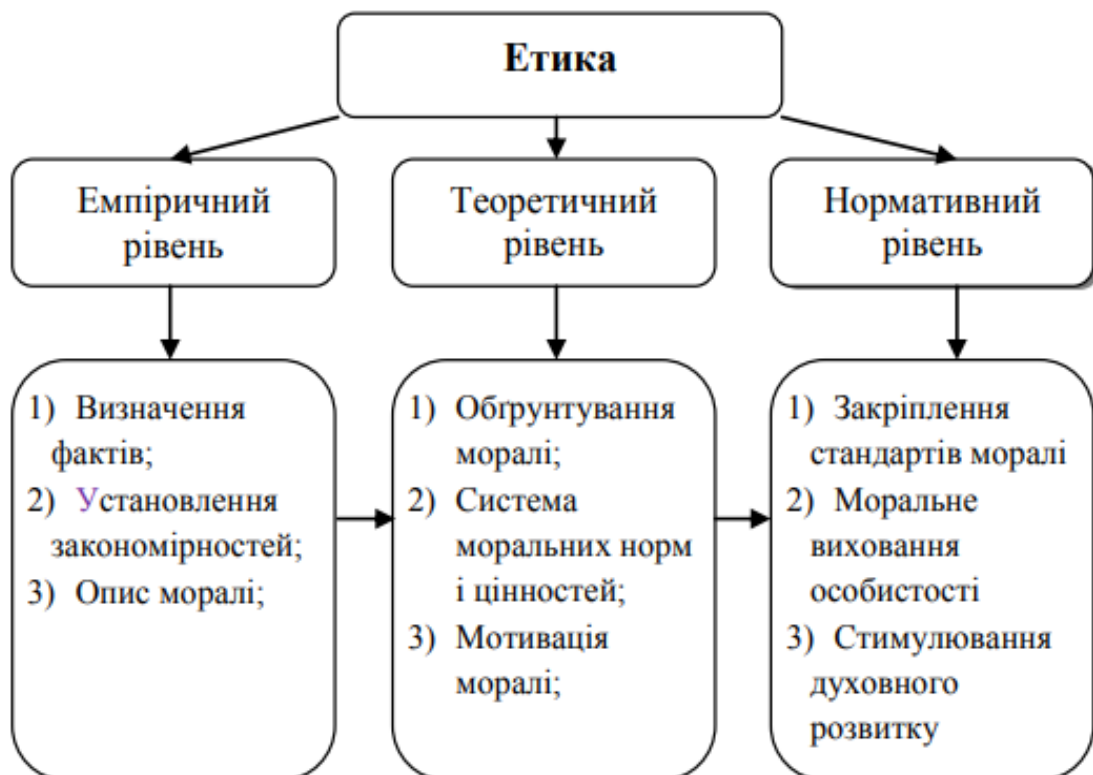 Етика
Емпіричний
рівень
Теоретичний
рівень
Нормативний
рівень
1) Визначення
фактів;
2) Установлення
закономірностей;
3) Опис моралі;
1) Обґрунтування
моралі;
2) Система
моральних норм
і цінностей;
3) Мотивація
моралі;
1) Закріплення
стандартів моралі
2) Моральне
виховання
особистості
3) Стимулювання
духовного
розвитку